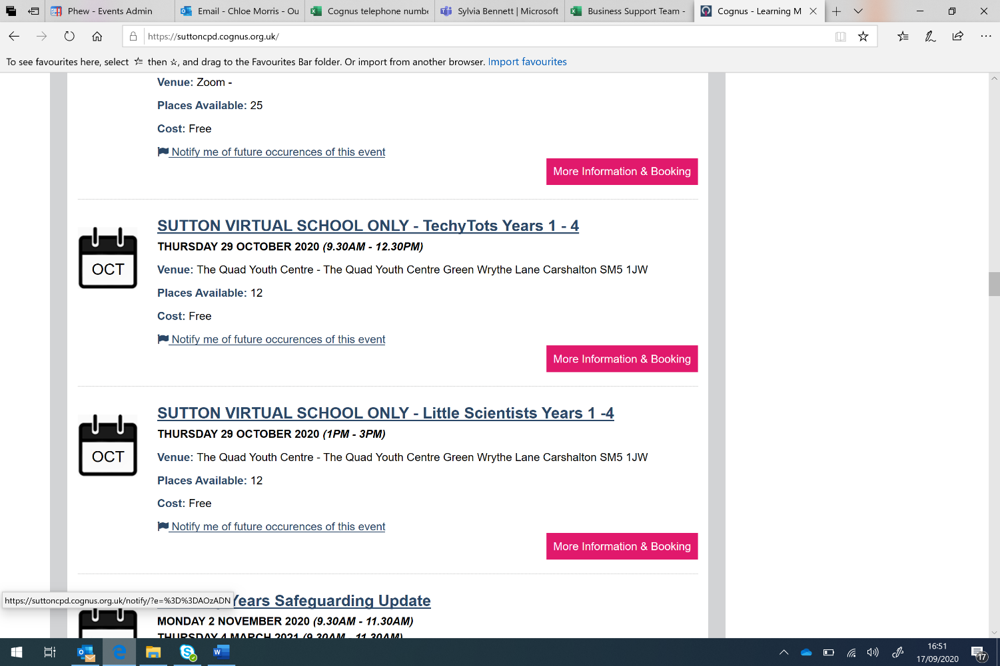 Phew - Events Admin
Email - Chloe Morris - Ou
Cognus telephone numbe
Sylvia Bennett | Microsoft
Business Support Team -
Cognus - Learning M
https://suttoncpd.cognus.org.uk/
To see favourites here, select then , and drag to the Favourites Bar folder. Or import from another browser. Import favourites
Venue: Zoom -
Places Available: 25
Cost: Free
Notify me of future occurences of this event
More Information & Booking
SUTTON VIRTUAL SCHOOL ONLY - TechyTots Years 1 - 4
THURSDAY 29 OCTOBER 2020 (9.30AM - 12.30PM)
OCT
Venue: The Quad Youth Centre - The Quad Youth Centre Green Wrythe Lane Carshalton SM5 1JW
Places Available: 12
Cost: Free
Notify me of future occurences of this event
More Information & Booking
SUTTON VIRTUAL SCHOOL ONLY - Little Scientists Years 1 -4
THURSDAY 29 OCTOBER 2020 (1PM - 3PM)
OCT
Venue: The Quad Youth Centre - The Quad Youth Centre Green Wrythe Lane Carshalton SM5 1JW
Places Available: 12
Cost: Free
Notify me of future occurences of this event
More Information & Booking
https://suttoncpd.cognus.org.uk/notify/?e=%3D%3DAOzADN
Years Safeguarding Update
MONDAY 2 NOVEMBER 2020 (9.30AM - 11.30AM)
THURSDAY 4 MARCH 2021 (9.30AM - 11.30AM)
16:51
17/09/2020
17